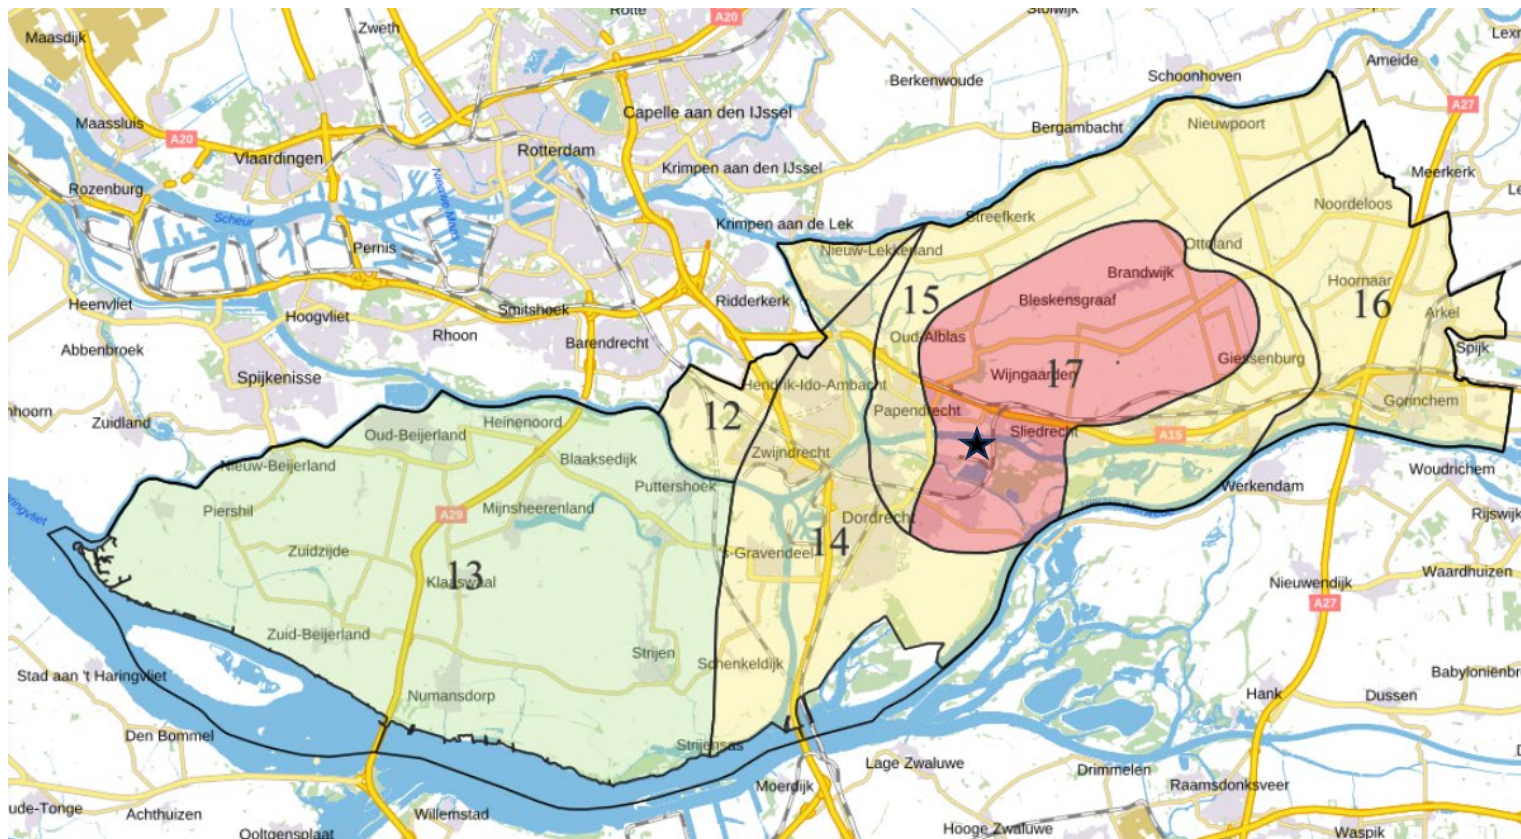 Maasdijk
Zweth
Rotte
A20
Stolwijk
Berkenwoude
Schoonhoven
Ameide
A27
Maassluis
A20
Capelle aan den IJssel
Bergambacht
Nieuwpoort
Vlaardingen
Rotterdam
Krimpen aan den IJssel
Meerkerk
Rozenburg
Nieuwe Maas
Scheur
Krimpen aan de Lek
Streefkerk
Noordeloos
Pernis
Nieuw-Lekkerland
Ottoland
Brandwijk
Hoornaar
Heenvliet
Hoogvliet
Smitshoek
Ridderkerk
15
Bleskensgraaf
16
Arkel
Rhoon
Barendrecht
Oud-Alblas
Abbenbroek
Giessenburg
Spijk
Spijkenisse
Hendrik-Ido-Ambacht
Wijngaarden
17
nhoorn
Zuidland
Heinenoord
12
Papendrecht
Gorinchem
Oud-Beijerland
Sliedrecht
A15
Nieuw-Beijerland
Blaaksedijk
Zwijndrecht
Woudrichem
Puttershoek
Werkendam
Haringvliet
Piershil
A29
Mijnsheerenland
Dordrecht
Rijswijk
Zuidzijde
's-Gravendeel
14
Klaaswaal
13
Nieuwendijk
Waardhuizen
A27
Zuid-Beijerland
Strijen
Schenkeldijk
Stad aan 't Haringvliet
Numansdorp
Hank
Dussen
Babyloniënbr
Den Bommel
Strijensas
Moerdijk
Lage Zwaluwe
Drimmelen
Raamsdonksveer
ude-Tonge
Achthuizen
Willemstad
Ooltgensplaat
Hooge Zwaluwe
Waspik